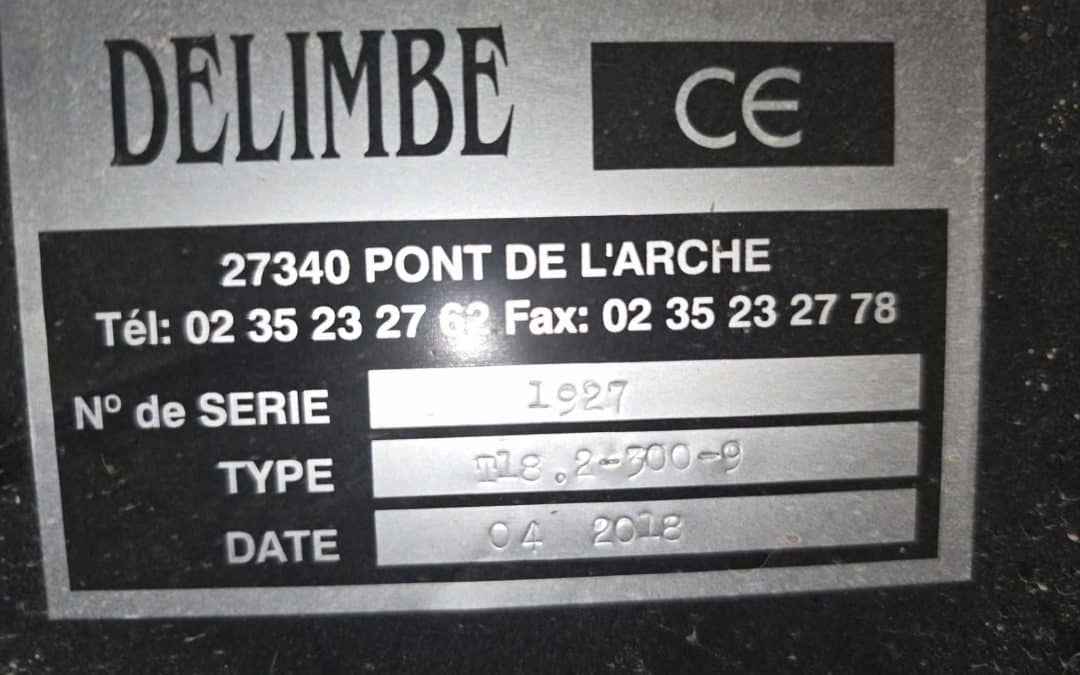 DELIMBE CE
27340 PONT DE L'ARCHE
Tél: 02 35 23 27 62 Fax: 02 35 23 27 78
Nº de SERIE 1927
TYPE T18.2-300-9
DATE 04 2018